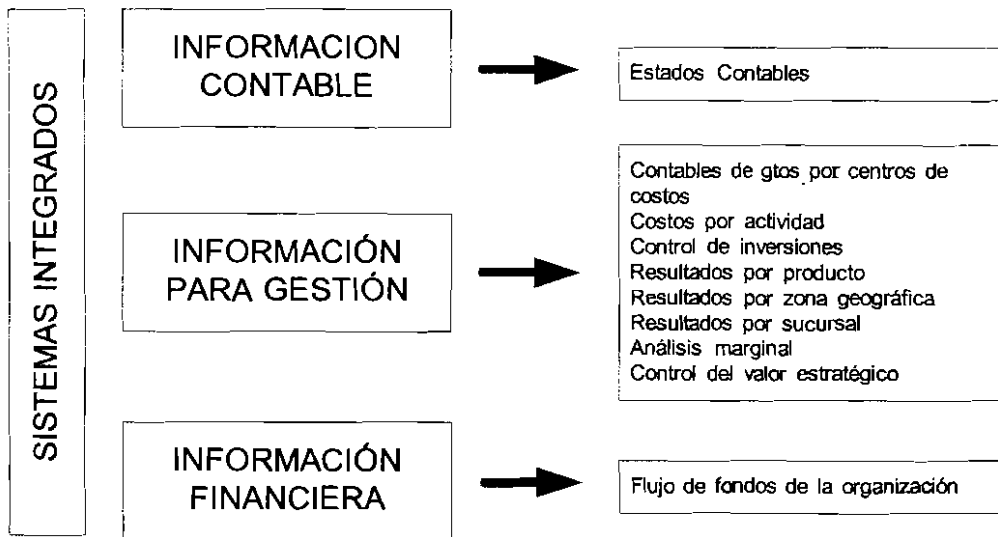 SISTEMAS INTEGRADOS
INFORMACION
CONTABLE
Estados Contables
INFORMACIÓN
PARA GESTIÓN
Contables de gtos por centros de
costos
Costos por actividad
Control de inversiones
Resultados por producto
Resultados por zona geográfica
Resultados por sucursal
Análisis marginal
Control del valor estratégico
INFORMACIÓN
FINANCIERA
Flujo de fondos de la organización